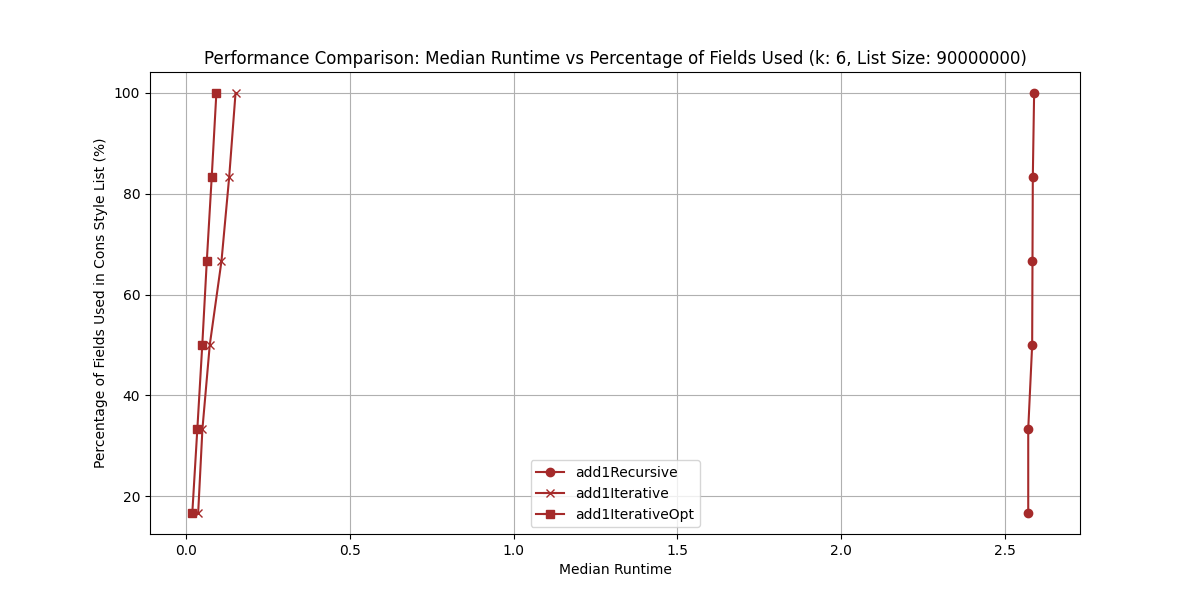 Performance Comparison: Median Runtime vs Percentage of Fields Used (k: 6, List Size: 90000000)
Percentage of Fields Used in Cons Style List (%)
100
80
60
40
20
add1Recursive
add1Iterative
add1IterativeOpt
0.0 0.5 1.0 1.5 2.0 2.5
Median Runtime